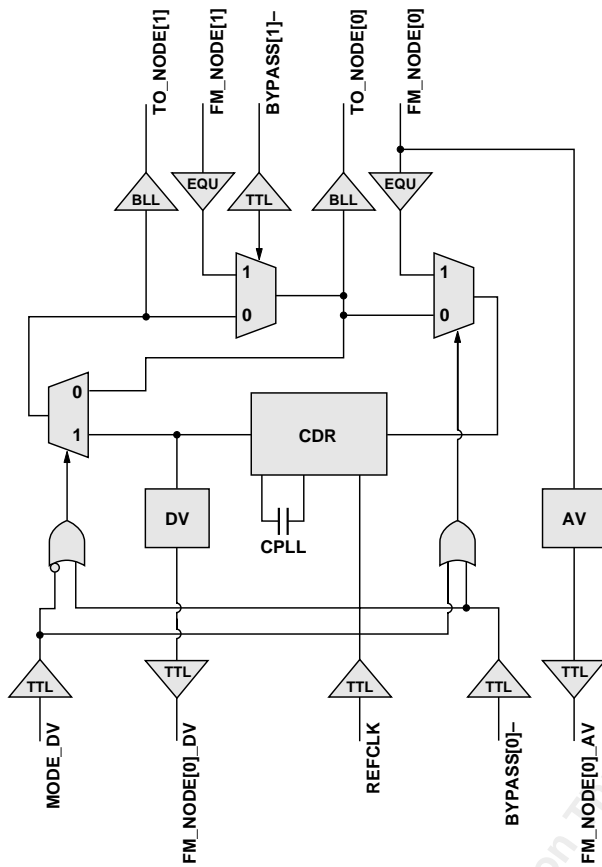 TO_NODE[1]
FM_NODE[1]
BYPASS[1]–
TO_NODE[0]
FM_NODE[0]
BLL
EQU
TTL
BLL
EQU
1
0
1
0
0
1
CDR
DV
CPLL
AV
TTL
TTL
TTL
TTL
TTL
MODE_DV
FM_NODE[0]_DV
REFCLK
BYPASS[0]–
FM_NODE[0]_AV